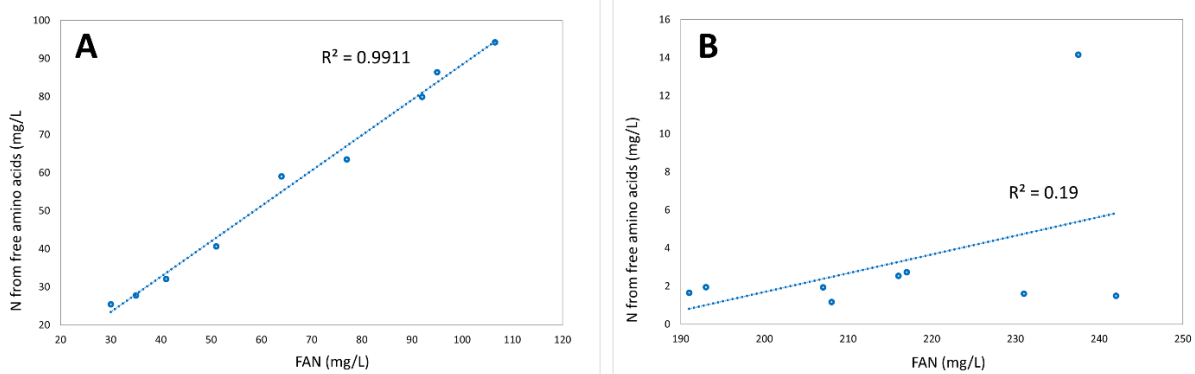 A
R² = 0.9911
N from free amino acids (mg/L)
100
90
80
70
60
50
40
30
20
20 30 40 50 60 70 80 90 100 110 120
FAN (mg/L)
B
R² = 0.19
N from free amino acids (mg/L)
16
14
12
10
8
6
4
2
0
190 200 210 220 230 240 250
FAN (mg/L)